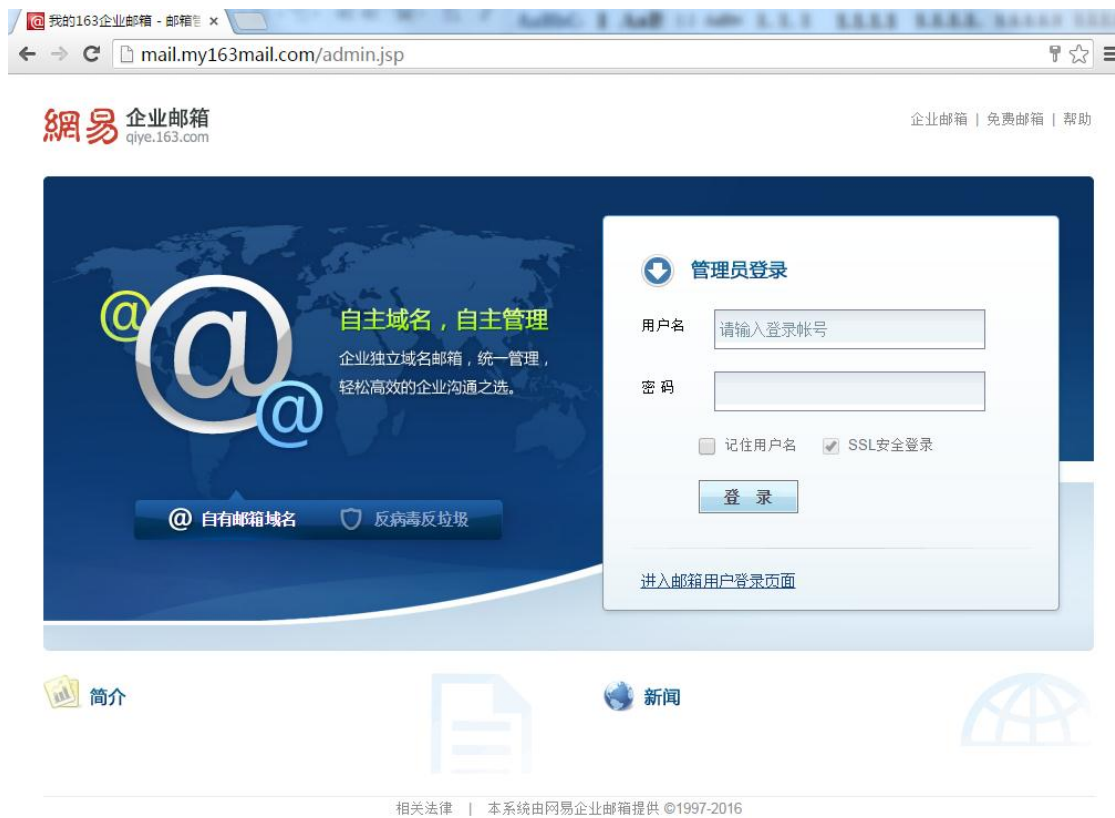 我的163企业邮箱 - 邮箱
mail.my163mail.com/admin.jsp
網易 企业邮箱
qiye.163.com
企业邮箱 | 免费邮箱 | 帮助
管理员登录
自主域名，自主管理
企业独立域名邮箱，统一管理，
轻松高效的企业沟通之选。
用户名 请输入登录帐号
密 码
记住用户名 SSL安全登录
登 录
@ 自有邮箱域名 反病毒反垃圾
进入邮箱用户登录页面
简介
新闻
相关法律 | 本系统由网易企业邮箱提供 ©1997-2016